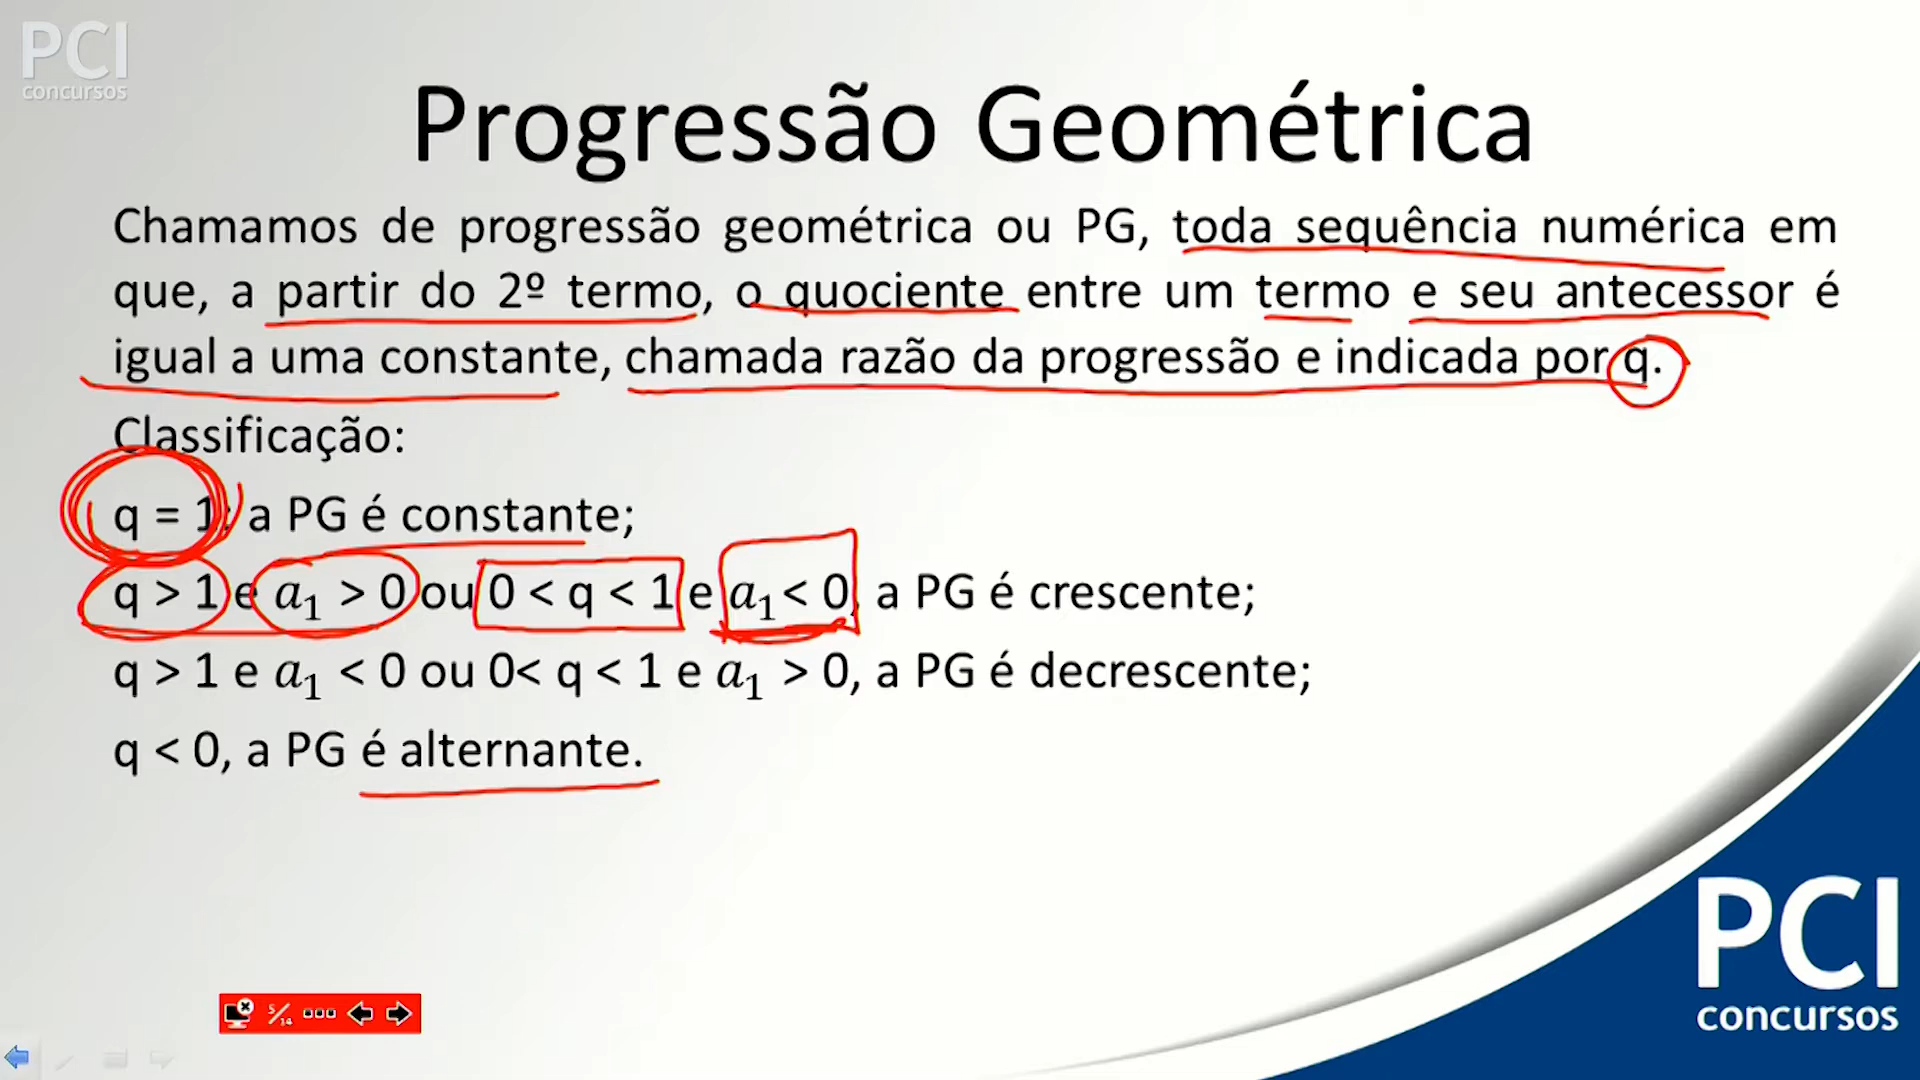 PCI
concursos
Progressão Geométrica
Chamamos de progressão geométrica ou PG, toda sequência numérica em
que, a partir do 2º termo, o quociente entre um termo e seu antecessor é
igual a uma constante, chamada razão da progressão e indicada por q.
Classificação:
q = 1: a PG é constante;
q > 1 e a₁ > 0 ou 0 < q < 1 e a₁ < 0, a PG é crescente;
q > 1 e a₁ < 0 ou 0< q < 1 e a₁ > 0, a PG é decrescente;
q < 0, a PG é alternante.
5/14
PCI
concursos